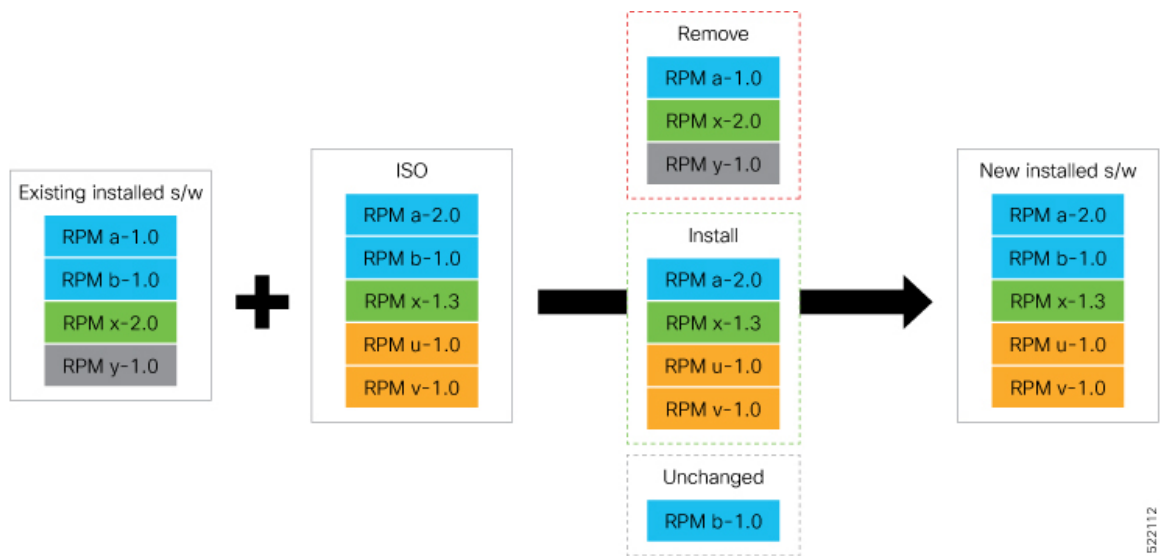 Existing installed s/w
RPM a-1.0
RPM b-1.0
RPM x-2.0
RPM y-1.0
ISO
RPM a-2.0
RPM b-1.0
RPM x-1.3
RPM u-1.0
RPM v-1.0
Remove
RPM a-1.0
RPM x-2.0
RPM y-1.0
Install
RPM a-2.0
RPM x-1.3
RPM u-1.0
RPM v-1.0
Unchanged
RPM b-1.0
New installed s/w
RPM a-2.0
RPM b-1.0
RPM x-1.3
RPM u-1.0
RPM v-1.0
522112